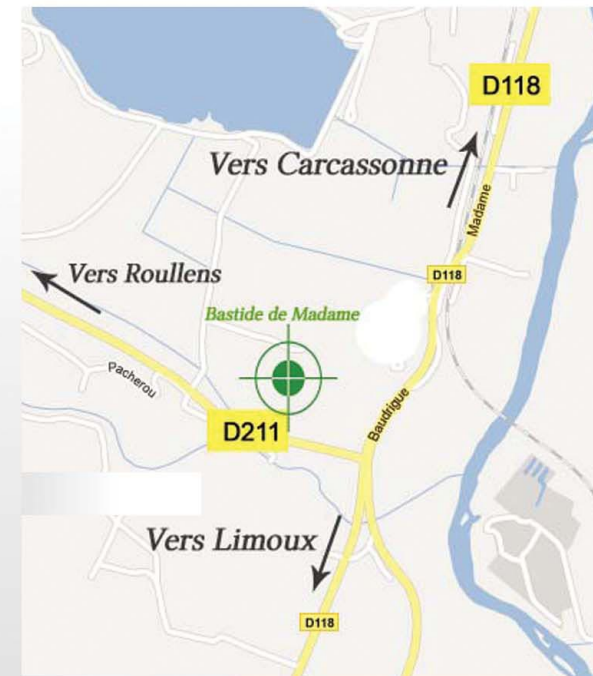 D118
Vers Carcassonne
Madame
Vers Roullens
D118
Bastide de Madame
Pacherou
Baudrigue
D211
Vers Limoux
D118